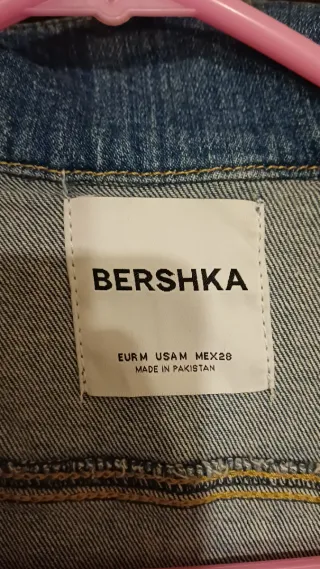 BERSHKA
EUR M USA M MEX 28
MADE IN PAKISTAN